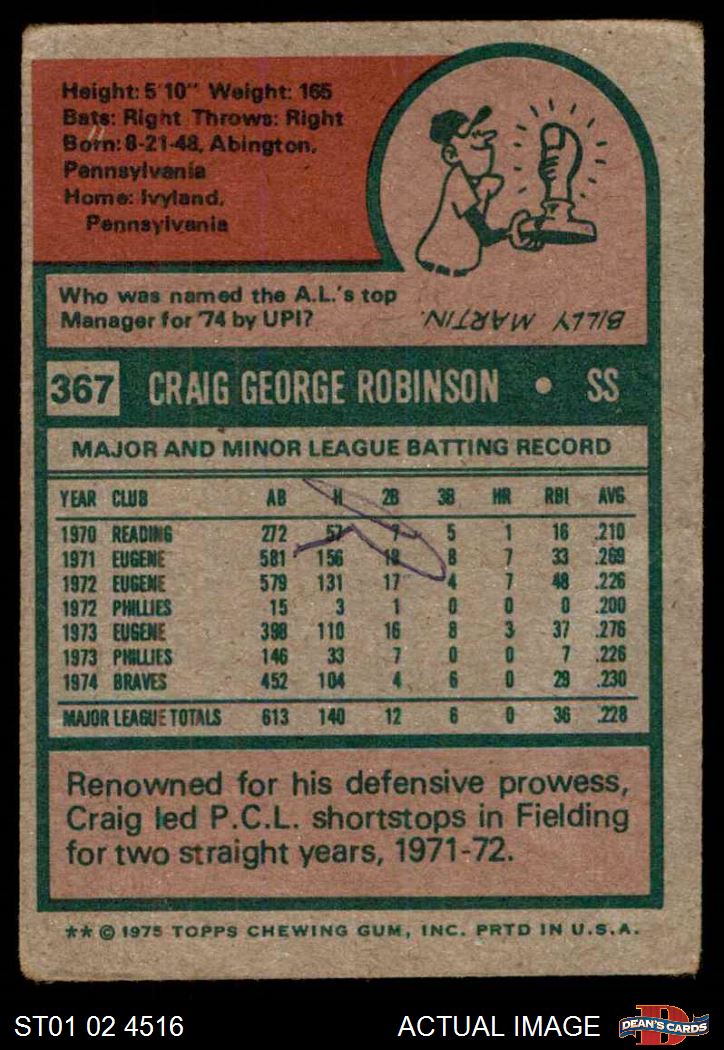 Height: 5'10" Weight: 165
Bats: Right Throws: Right
Born: 8-21-48, Abington,
Pennsylvania
Home: Ivyland,
Pennsylvania
Who was named the A.L.'s top
Manager for '74 by UPI?
BILLY MARTIN.
367 CRAIG GEORGE ROBINSON • SS
MAJOR AND MINOR LEAGUE BATTING RECORD
YEAR CLUB AB H 2B 3B HR RBI AVG.
1970 READING 272 57 7 5 1 16 .210
1971 EUGENE 581 156 18 8 7 33 .269
1972 EUGENE 579 131 17 4 7 48 .226
1972 PHILLIES 15 3 1 0 0 0 .200
1973 EUGENE 398 110 16 8 3 37 .276
1973 PHILLIES 146 33 7 0 0 7 .226
1974 BRAVES 452 104 4 6 0 29 .230
MAJOR LEAGUE TOTALS 613 140 12 6 0 36 .228
Renowned for his defensive prowess,
Craig led P.C.L. shortstops in Fielding
for two straight years, 1971-72.
** © 1975 TOPPS CHEWING GUM, INC. PRTD IN U.S.A.
ST01 02 4516 ACTUAL IMAGE D DEAN'S CARDS